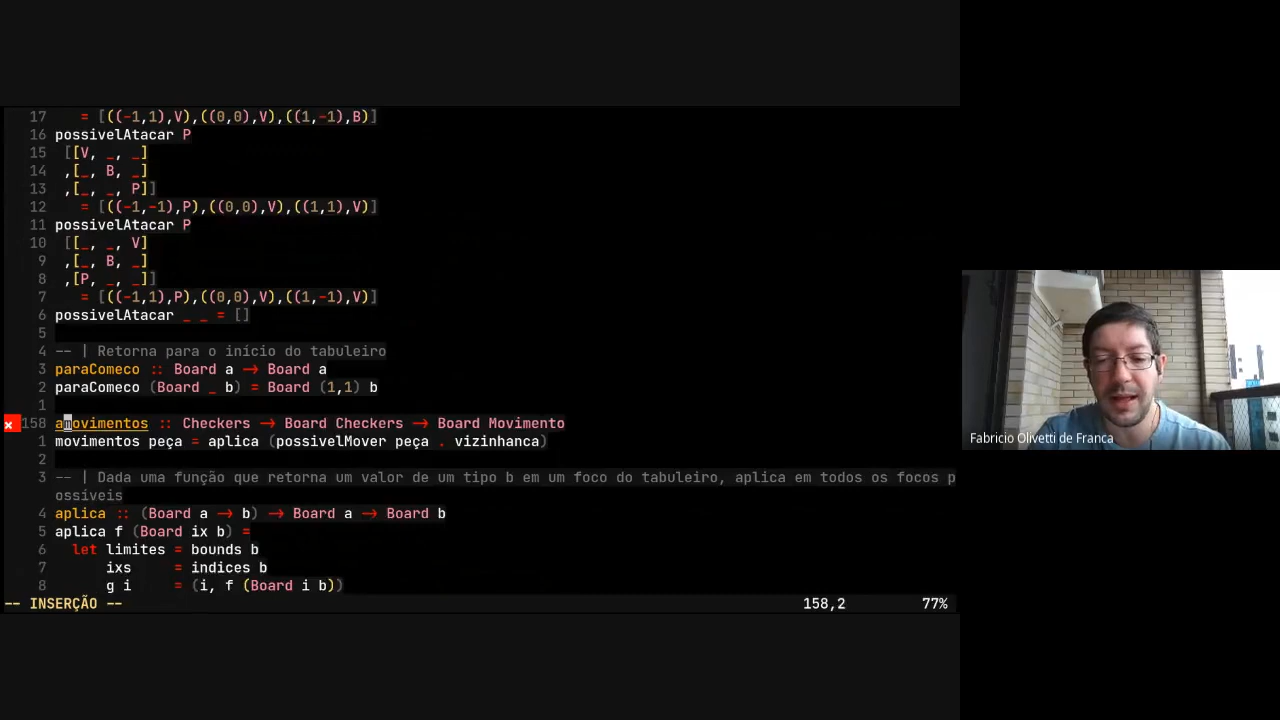 17    = [((-1,1),V),((0,0),V),((1,-1),B)]
16 possivelAtacar P
15  [[V, _, _]
14  ,[_, B, _]
13  ,[_, _, P]]
12    = [((-1,-1),P),((0,0),V),((1,1),V)]
11 possivelAtacar P
10  [[_, _, V]
9  ,[_, B, _]
8  ,[P, _, _]]
7    = [((-1,1),P),((0,0),V),((1,-1),V)]
6 possivelAtacar _ _ = []
5
4 -- | Retorna para o início do tabuleiro
3 paraComeco :: Board a → Board a
2 paraComeco (Board _ b) = Board (1,1) b
1
× 158 amovimentos :: Checkers → Board Checkers → Board Movimento
1 movimentos peça = aplica (possivelMover peça . vizinhanca)
2
3 -- | Dada uma função que retorna um valor de um tipo b em um foco do tabuleiro, aplica em todos os focos p
ossiveis
4 aplica :: (Board a → b) → Board a → Board b
5 aplica f (Board ix b) =
6   let limites = bounds b
7       ixs     = indices b
8       g i     = (i, f (Board i b))
-- INSERÇÃO -- 158,2 77%
Fabricio Olivetti de Franca